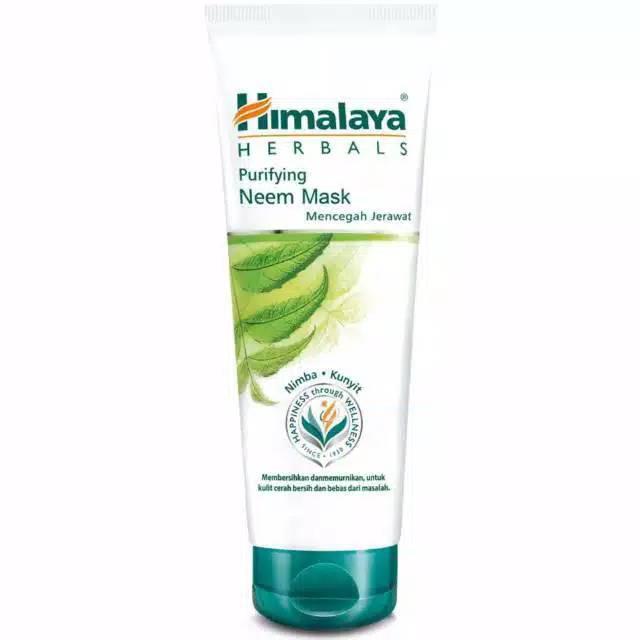 Himalaya®
HERBALS
Purifying
Neem Mask
Mencegah Jerawat
Nimba • Kunyit
HAPPINESS through WELLNESS
SINCE • 1930
Membersihkan danmemurnikan, untuk
kulit cerah bersih dan bebas dari masalah.